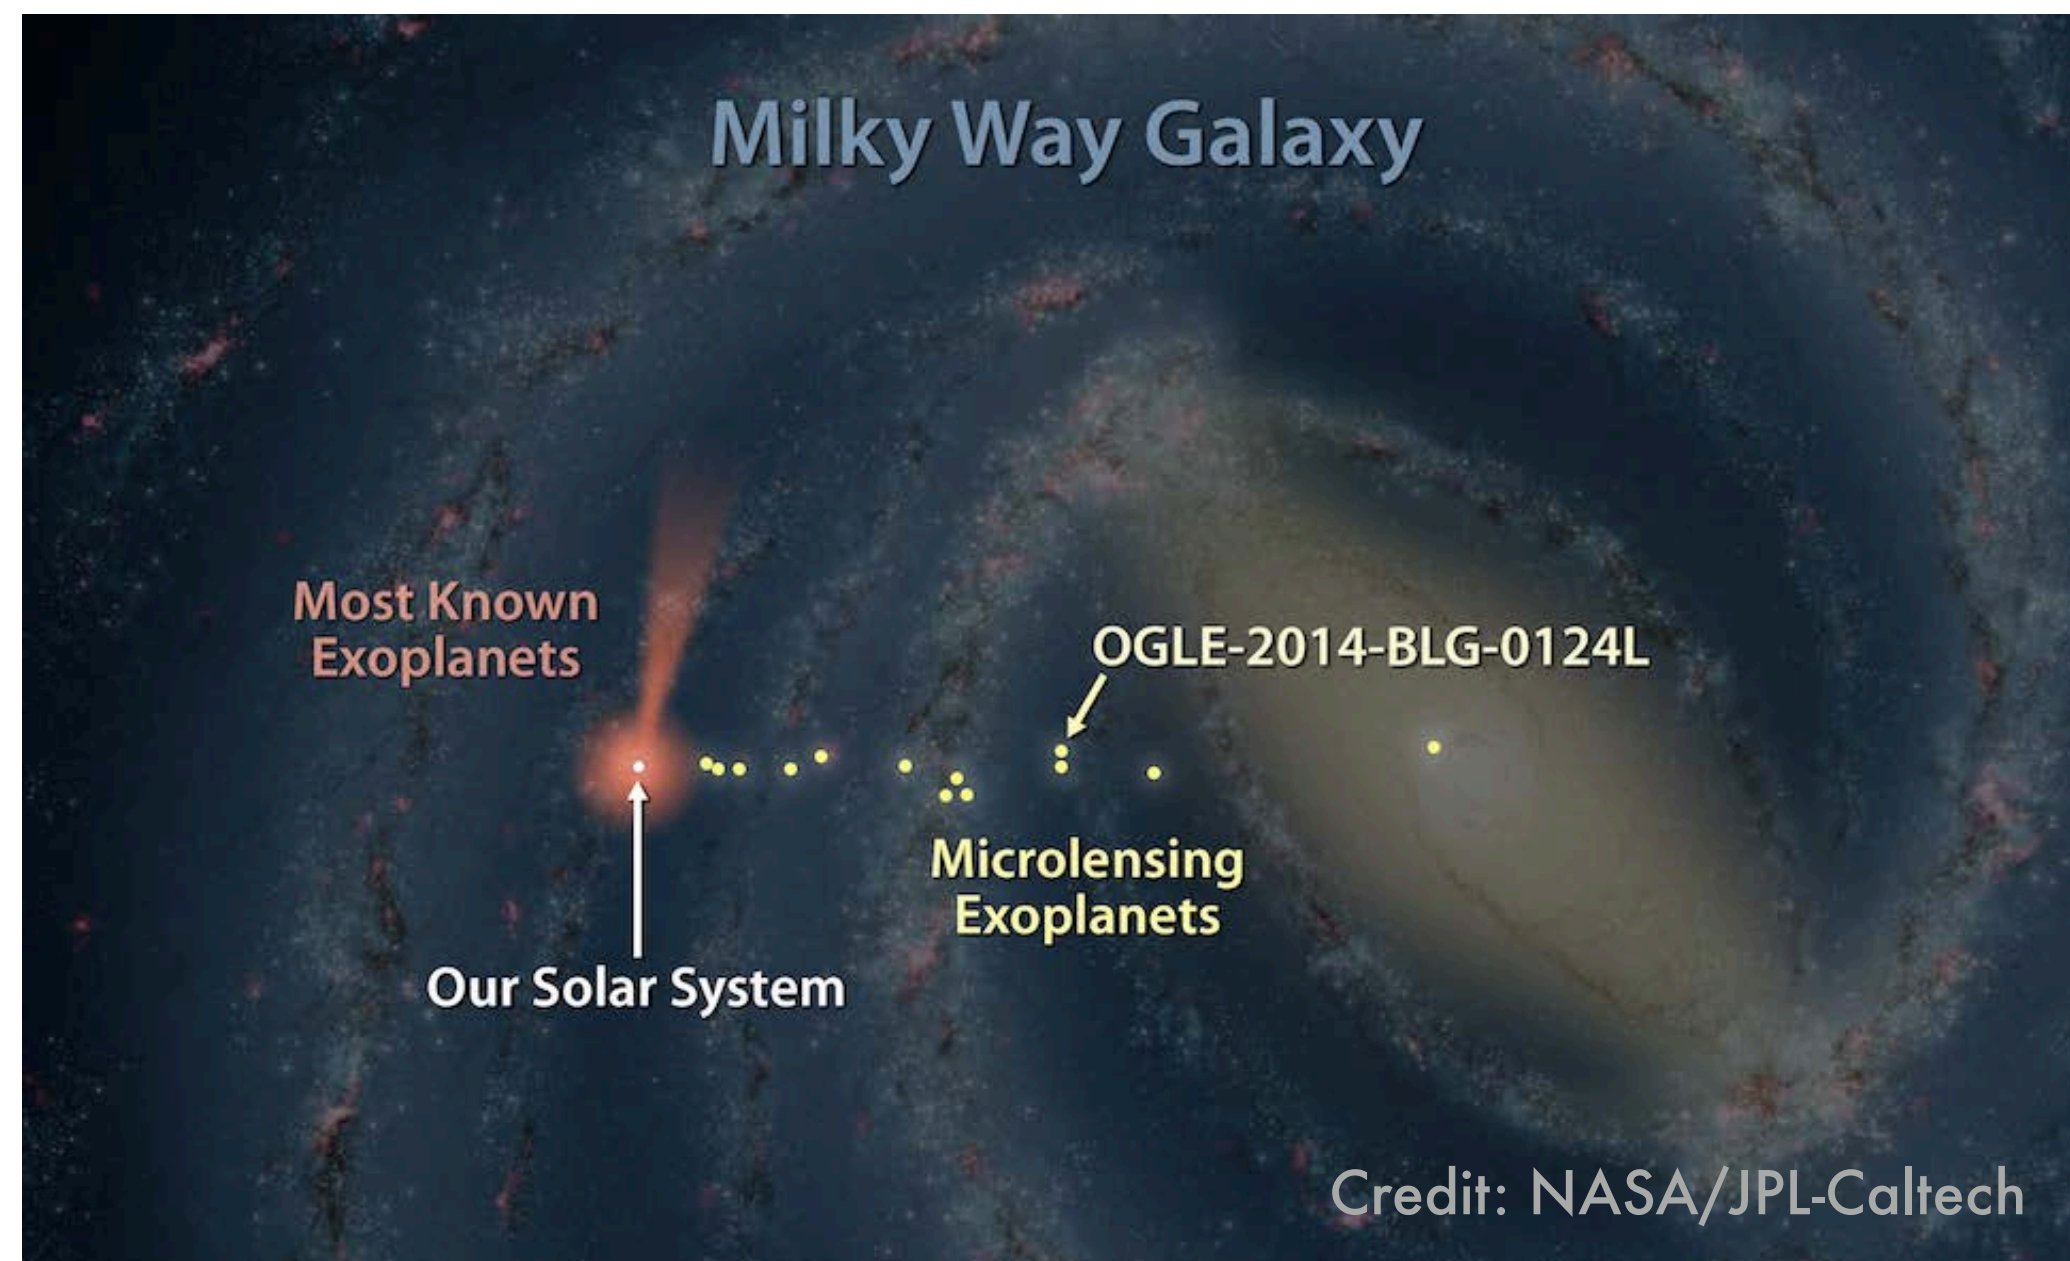 Milky Way Galaxy
Most Known
Exoplanets
OGLE-2014-BLG-0124L
Microlensing
Exoplanets
Our Solar System
Credit: NASA/JPL-Caltech